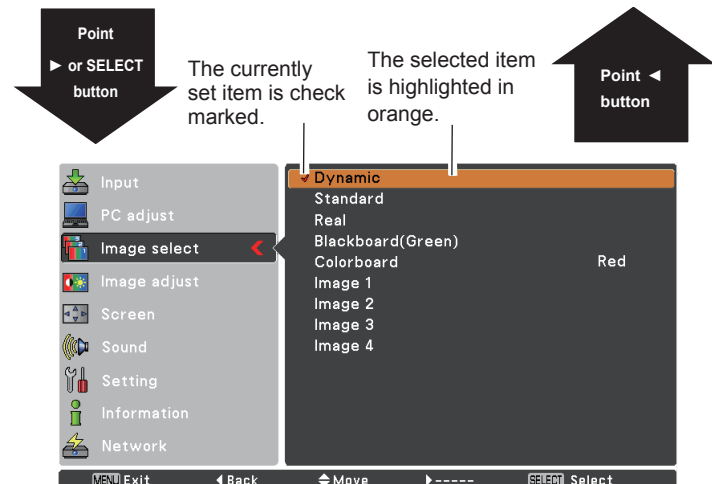 Point
► or SELECT
button
The currently
set item is check
marked.
The selected item
is highlighted in
orange.
Point ◄
button
Input
PC adjust
Image select
Image adjust
Screen
Sound
Setting
Information
Network
Dynamic
Standard
Real
Blackboard(Green)
Colorboard Red
Image 1
Image 2
Image 3
Image 4
MENU Exit ◄Back Move ►----- SELECT Select